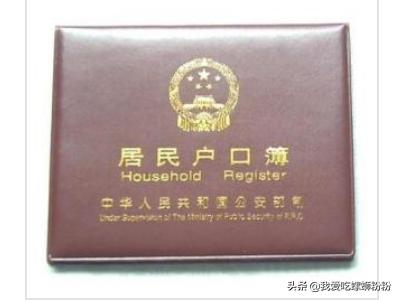 居民户口簿
Household Register
中华人民共和国公安部制
Under Supervision of The Ministry of Public Security of P.R.C
头条 @我爱吃螺蛳粉粉